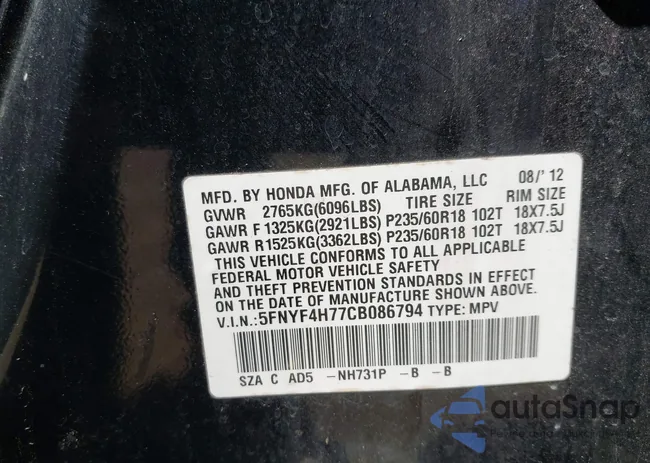 MFD. BY HONDA MFG. OF ALABAMA, LLC 08/'12
GVWR 2765KG(6096LBS) TIRE SIZE RIM SIZE
GAWR F 1325KG(2921LBS) P235/60R18 102T 18X7.5J
GAWR R 1525KG(3362LBS) P235/60R18 102T 18X7.5J
THIS VEHICLE CONFORMS TO ALL APPLICABLE
FEDERAL MOTOR VEHICLE SAFETY
AND THEFT PREVENTION STANDARDS IN EFFECT
ON THE DATE OF MANUFACTURE SHOWN ABOVE.
V.I.N.:5FNYF4H77CB086794 TYPE: MPV
SZA C AD5 -NH731P -B -B
autoSnap